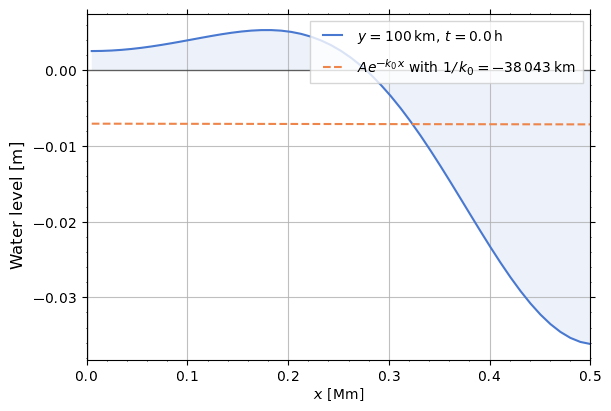 y = 100 km, t = 0.0 h
Ae^{-k_0 x} with 1/k_0 = −38 043 km
Water level [m]
0.00
−0.01
−0.02
−0.03
0.0 0.1 0.2 0.3 0.4 0.5
x [Mm]